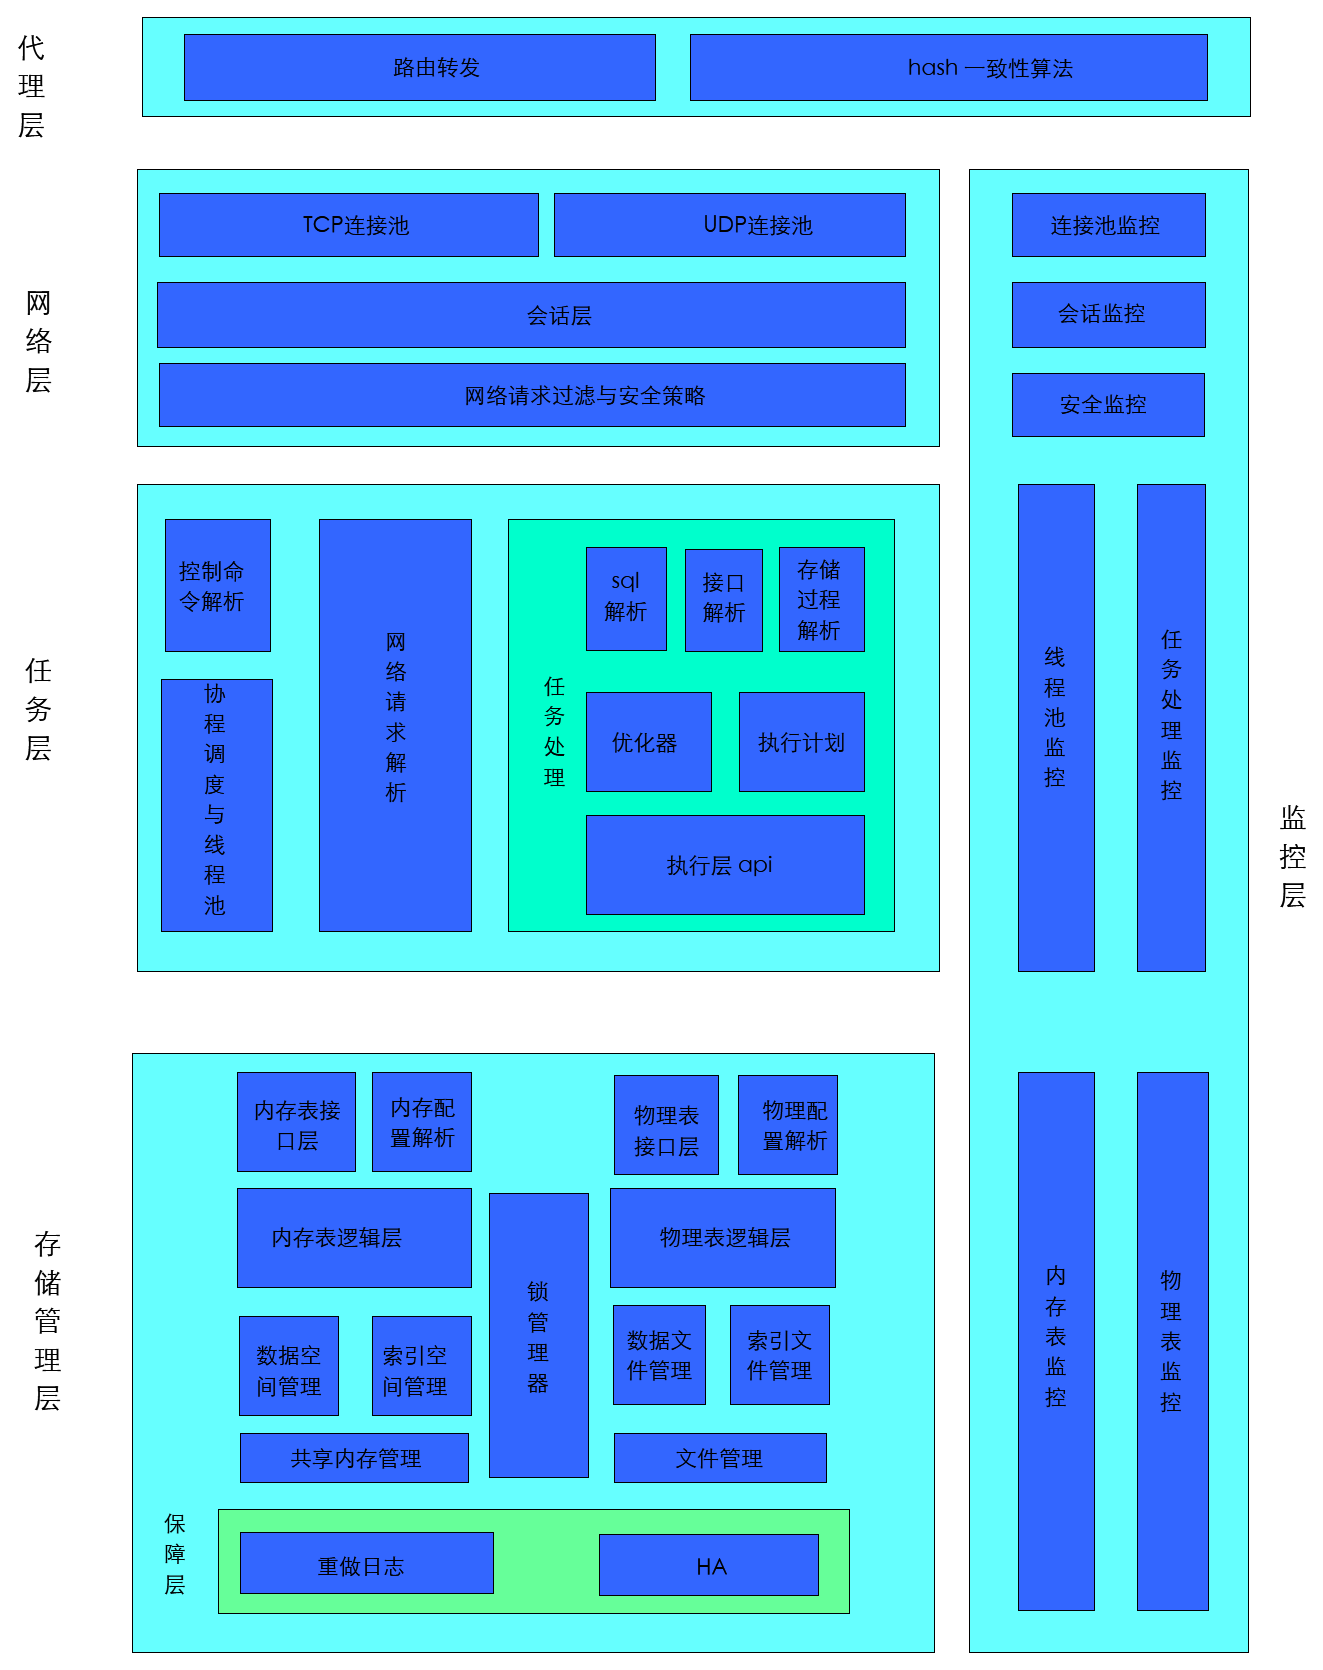 代理层
路由转发
hash 一致性算法
网络层
TCP连接池
UDP连接池
会话层
网络请求过滤与安全策略
连接池监控
会话监控
安全监控
任务层
控制命
令解析
协程调度与线程池
网络请求解析
任务处理
sql
解析
接口
解析
存储
过程
解析
优化器
执行计划
执行层 api
线程池监控
任务处理监控
监控层
存储管理层
内存表接
口层
内存配
置解析
物理表
接口层
物理配
置解析
内存表逻辑层
锁管理器
物理表逻辑层
数据空
间管理
索引空
间管理
数据文
件管理
索引文
件管理
共享内存管理
文件管理
保障层
重做日志
HA
内存表监控
物理表监控